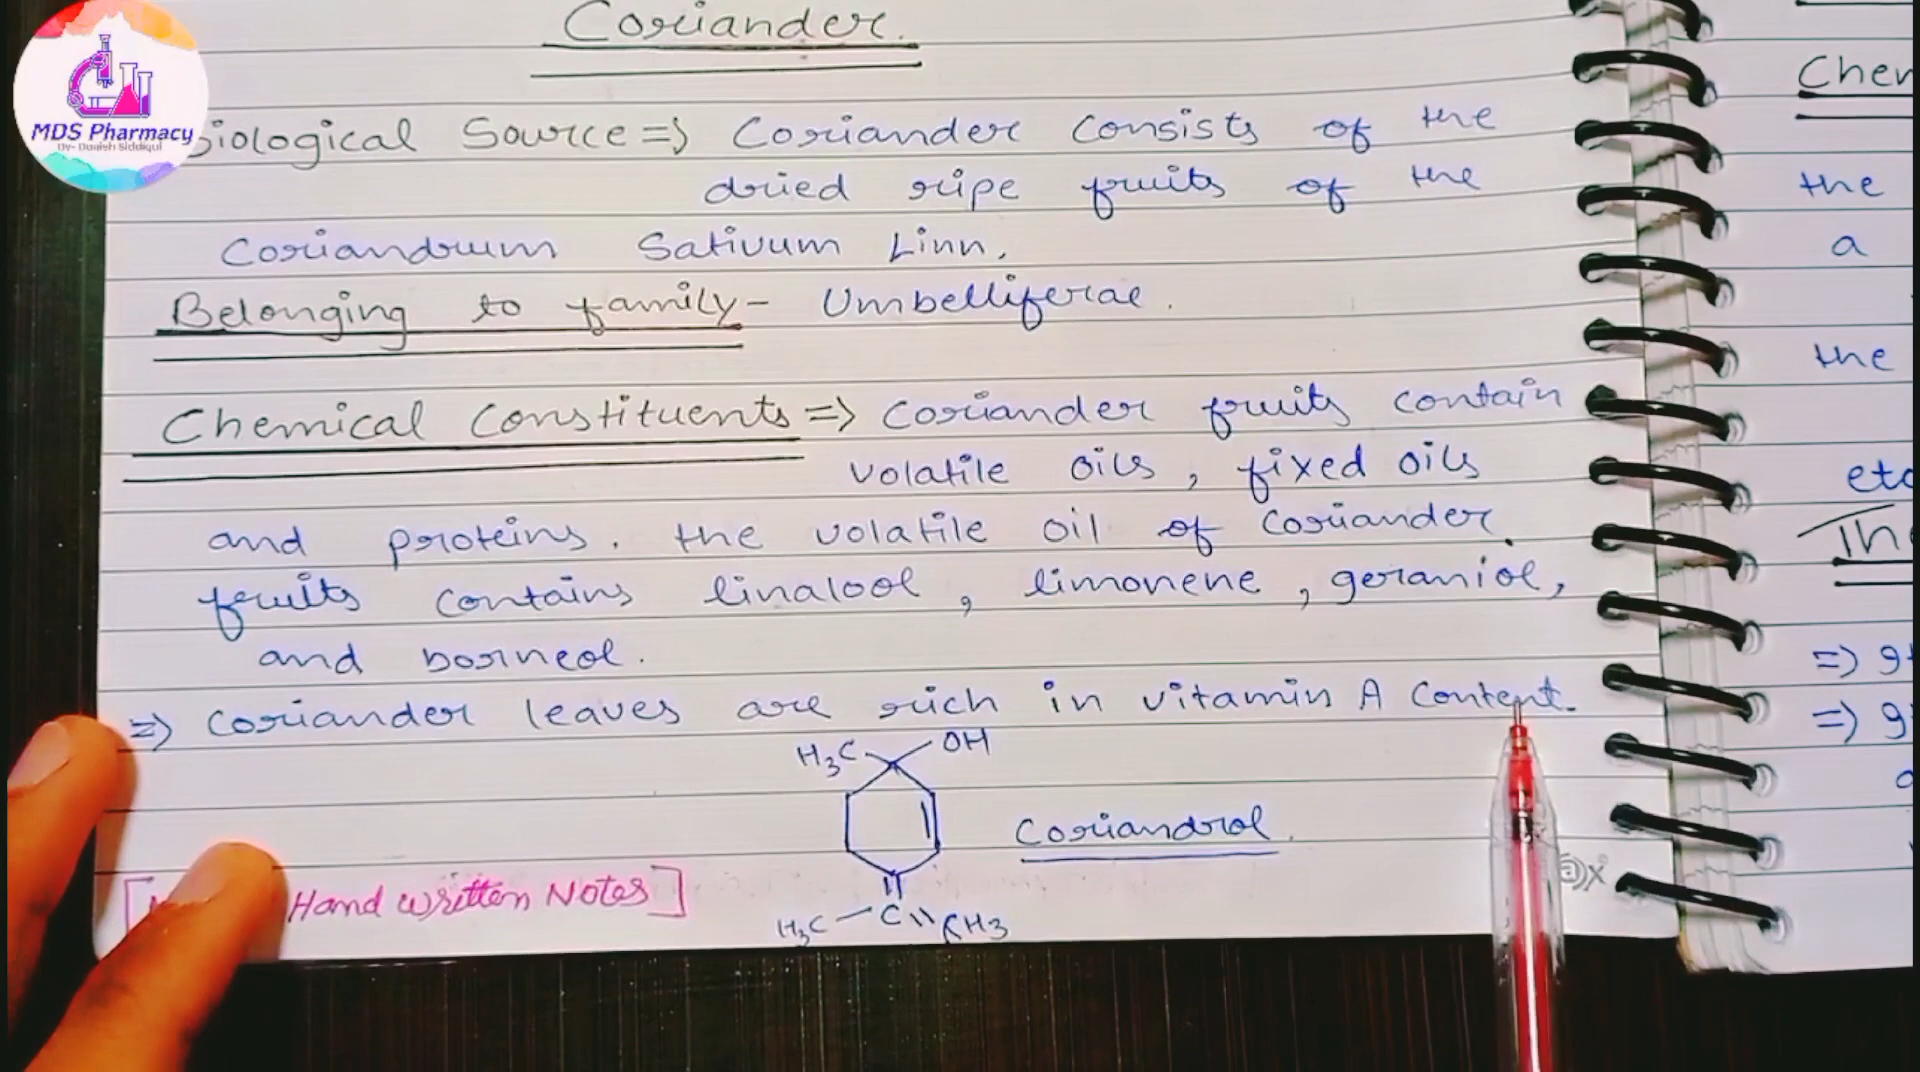 Coriander.
MDS Pharmacy
By- Danish Siddiqui
Biological Source => Coriander consists of the
dried ripe fruits of the
Coriandrum Sativum Linn.
Belonging to family - Umbelliferae.
Chemical Constituents => Coriander fruits contain
volatile oils, fixed oils
and proteins. the volatile oil of coriander.
fruits contains linalool, limonene, geraniol,
and borneol.
=> Coriander leaves are rich in vitamin A Content.
H3C OH
Coriandrol.
H3C - C CH3
Hand written Notes]
the
a
the
=>
=>